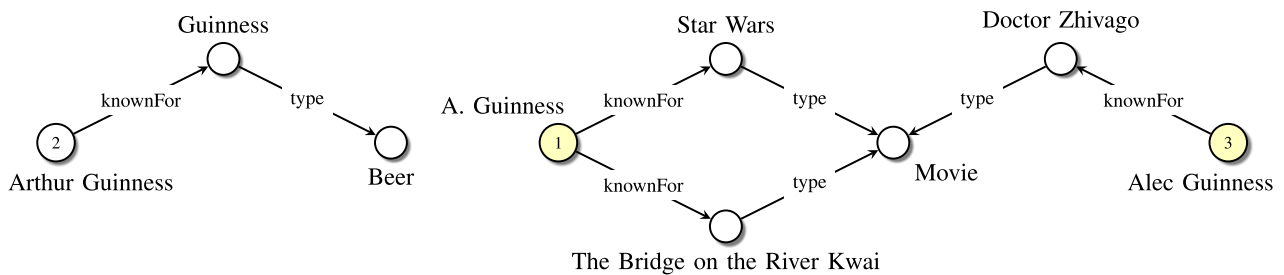 Guinness
Star Wars
Doctor Zhivago
knownFor
type
A. Guinness
knownFor
type
type
knownFor
2
1
3
Arthur Guinness
Beer
knownFor
type
Movie
Alec Guinness
The Bridge on the River Kwai